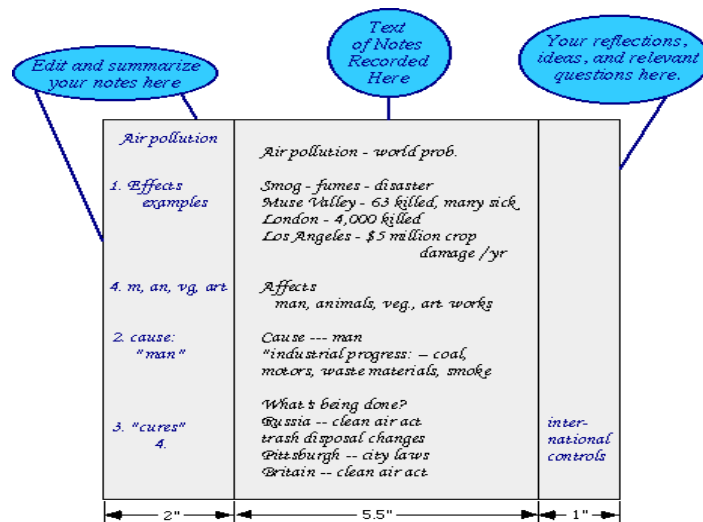 Text
of Notes
Recorded
Here
Edit and summarize
your notes here
Your reflections,
ideas, and relevant
questions here.
Air pollution
1. Effects
examples
4. m, an, vg, art
2. cause:
"man"
3. "cures"
4.
Air pollution - world prob.
Smog - fumes - disaster
Muse Valley - 63 killed, many sick
London - 4,000 killed
Los Angeles - $5 million crop
damage /yr
Affects
man, animals, veg., art works
Cause --- man
"industrial progress: – coal,
motors, waste materials, smoke
What's being done?
Russia -- clean air act
trash disposal changes
Pittsburgh -- city laws
Britain -- clean air act
inter-
national
controls
2"
5.5"
1"